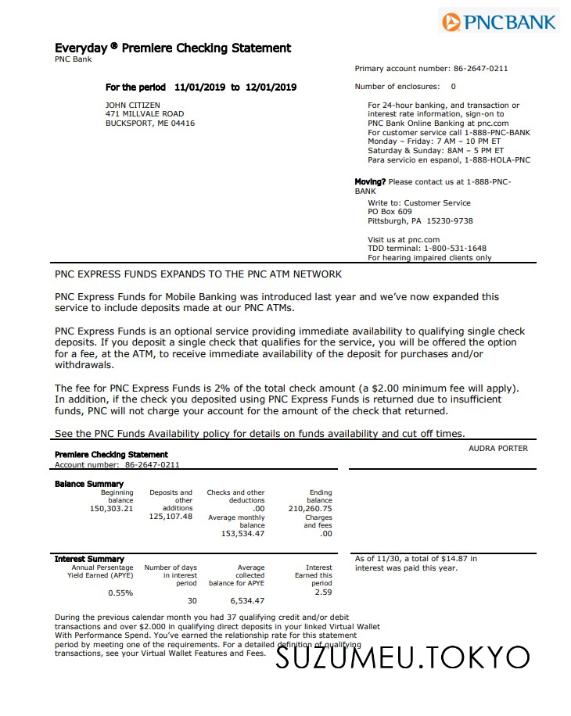 PNCBANK
Everyday ® Premiere Checking Statement
PNC Bank
Primary account number: 86-2647-0211
For the period 11/01/2019 to 12/01/2019
Number of enclosures: 0
JOHN CITIZEN
471 MILLVALE ROAD
BUCKSPORT, ME 04416
For 24-hour banking, and transaction or
interest rate information, sign-on to
PNC Bank Online Banking at pnc.com
For customer service call 1-888-PNC-BANK
Monday – Friday: 7 AM – 10 PM ET
Saturday & Sunday: 8AM – 5 PM ET
Para servicio en espanol, 1-888-HOLA-PNC
Moving? Please contact us at 1-888-PNC-
BANK
Write to: Customer Service
PO Box 609
Pittsburgh, PA 15230-9738
Visit us at pnc.com
TDD terminal: 1-800-531-1648
For hearing impaired clients only
PNC EXPRESS FUNDS EXPANDS TO THE PNC ATM NETWORK
PNC Express Funds for Mobile Banking was introduced last year and we've now expanded this
service to include deposits made at our PNC ATMs.
PNC Express Funds is an optional service providing immediate availability to qualifying single check
deposits. If you deposit a single check that qualifies for the service, you will be offered the option
for a fee, at the ATM, to receive immediate availability of the deposit for purchases and/or
withdrawals.
The fee for PNC Express Funds is 2% of the total check amount (a $2.00 minimum fee will apply).
In addition, if the check you deposited using PNC Express Funds is returned due to insufficient
funds, PNC will not charge your account for the amount of the check that returned.
See the PNC Funds Availability policy for details on funds availability and cut off times.
Premiere Checking Statement
Account number: 86-2647-0211
AUDRA PORTER
Balance Summary
Beginning balance Deposits and other additions Checks and other deductions Ending balance
150,303.21 125,107.48 .00 210,260.75
Average monthly balance Charges and fees
153,534.47 .00
Interest Summary
As of 11/30, a total of $14.87 in
interest was paid this year.
Annual Persentage Yield Earned (APYE) Number of days in interest period Average collected balance for APYE Interest Earned this period
0.55% 30 6,534.47 2.59
During the previous calendar month you had 37 qualifying credit and/or debit
transactions and over $2.000 in qualifying direct deposits in your linked Virtual Wallet
With Performance Spend. You've earned the relationship rate for this statement
period by meeting one of the requirements. For a detailed definition of qualifying
transactions, see your Virtual Wallet Features and Fees.
SUZUMEU.TOKYO